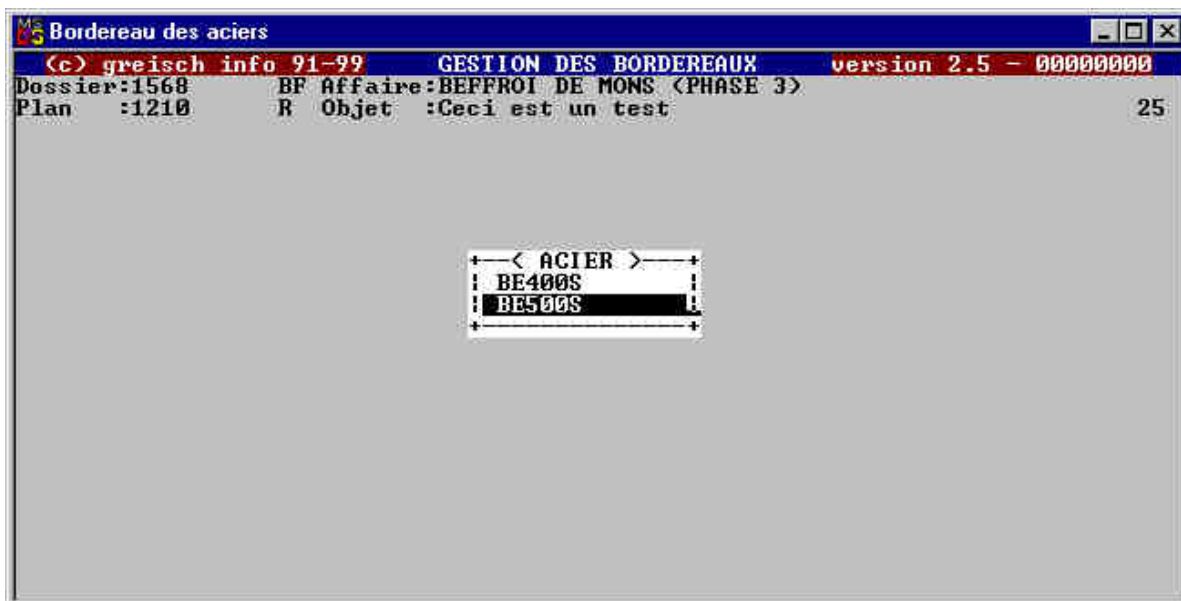 Bordereau des aciers
(c) greisch info 91-99 GESTION DES BORDEREAUX version 2.5 - 00000000
Dossier:1568 BF Affaire:BEFFROI DE MONS (PHASE 3)
Plan :1210 R Objet :Ceci est un test 25
< ACIER >
BE400S
BE500S